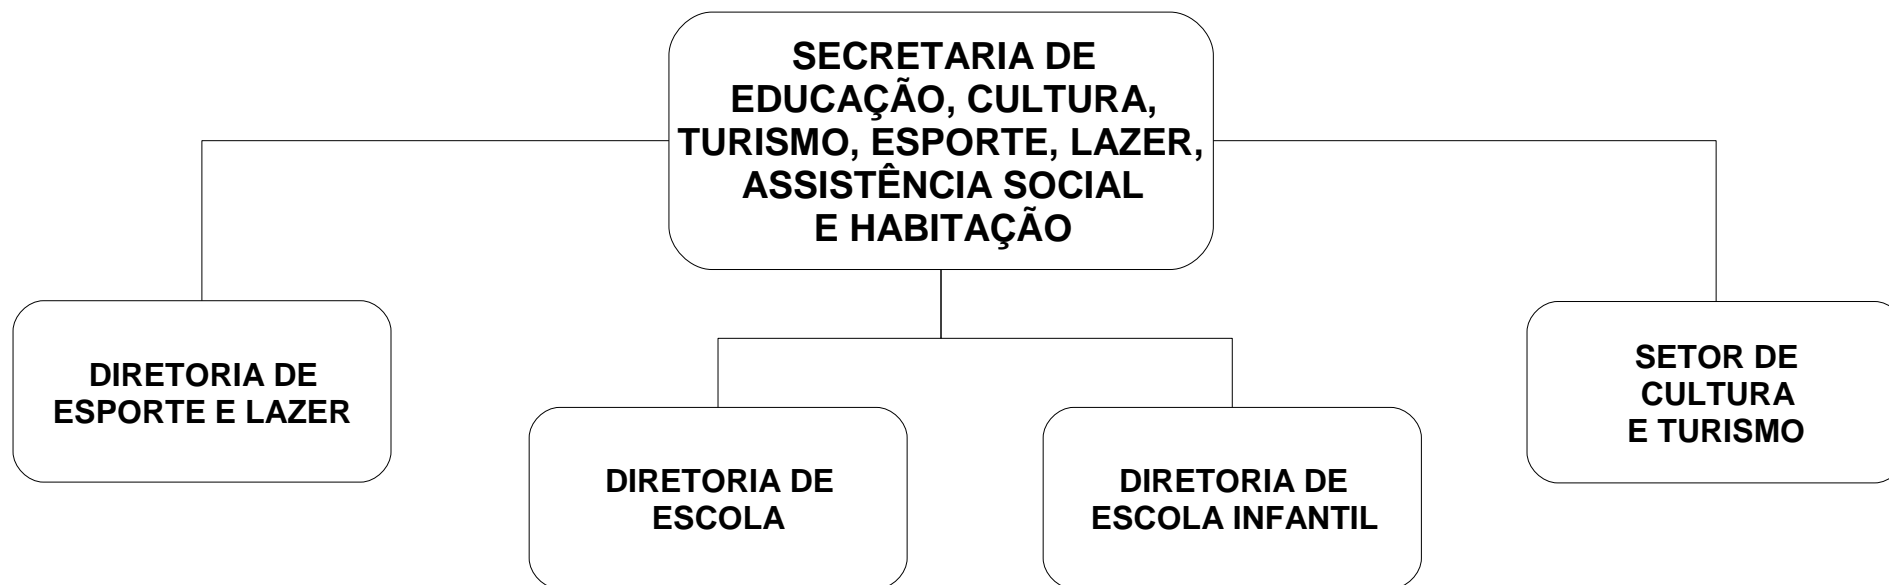 SECRETARIA DE
EDUCAÇÃO, CULTURA,
TURISMO, ESPORTE, LAZER,
ASSISTÊNCIA SOCIAL
E HABITAÇÃO
DIRETORIA DE
ESPORTE E LAZER
DIRETORIA DE
ESCOLA
DIRETORIA DE
ESCOLA INFANTIL
SETOR DE
CULTURA
E TURISMO